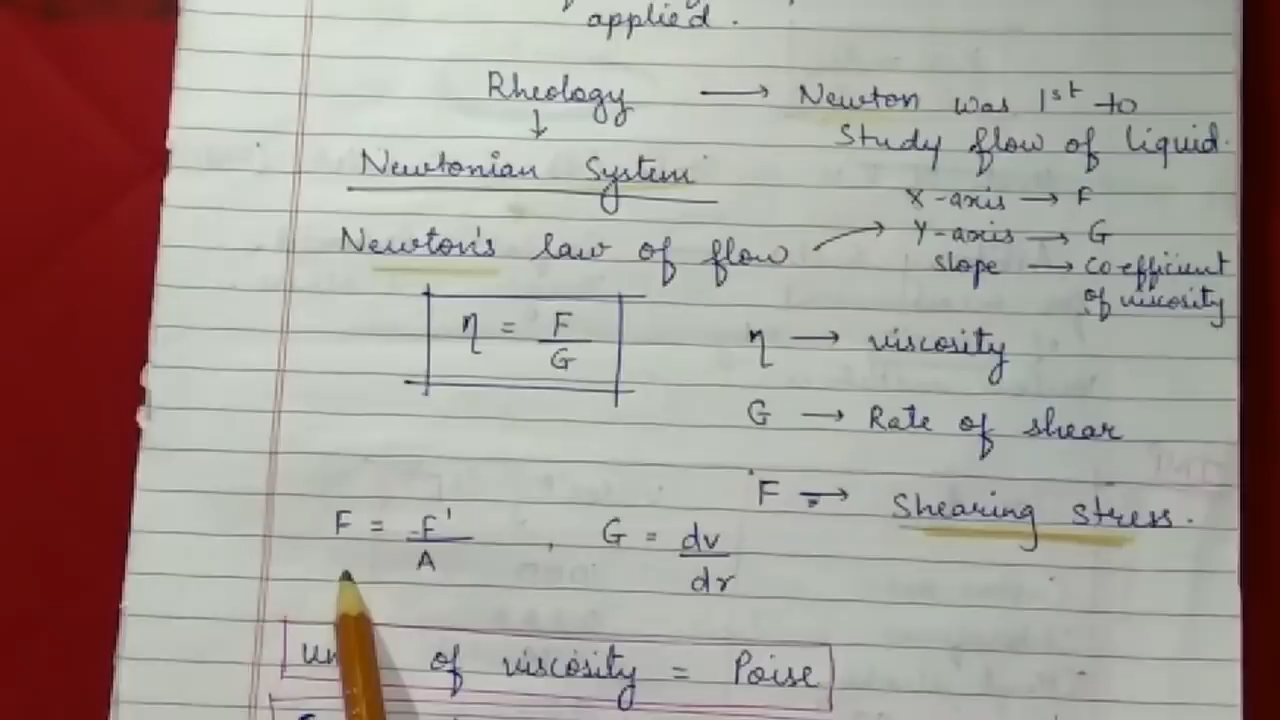 applied.
Rheology → Newton was 1st to
↓ Study flow of liquid.
Newtonian System
X-axis → F
Newton's law of flow → Y-axis → G
slope → coefficient
of viscosity
η = F/G
η → viscosity
G → Rate of shear
F → Shearing stress.
F = F'/A , G = dv/dr
of viscosity = Poise